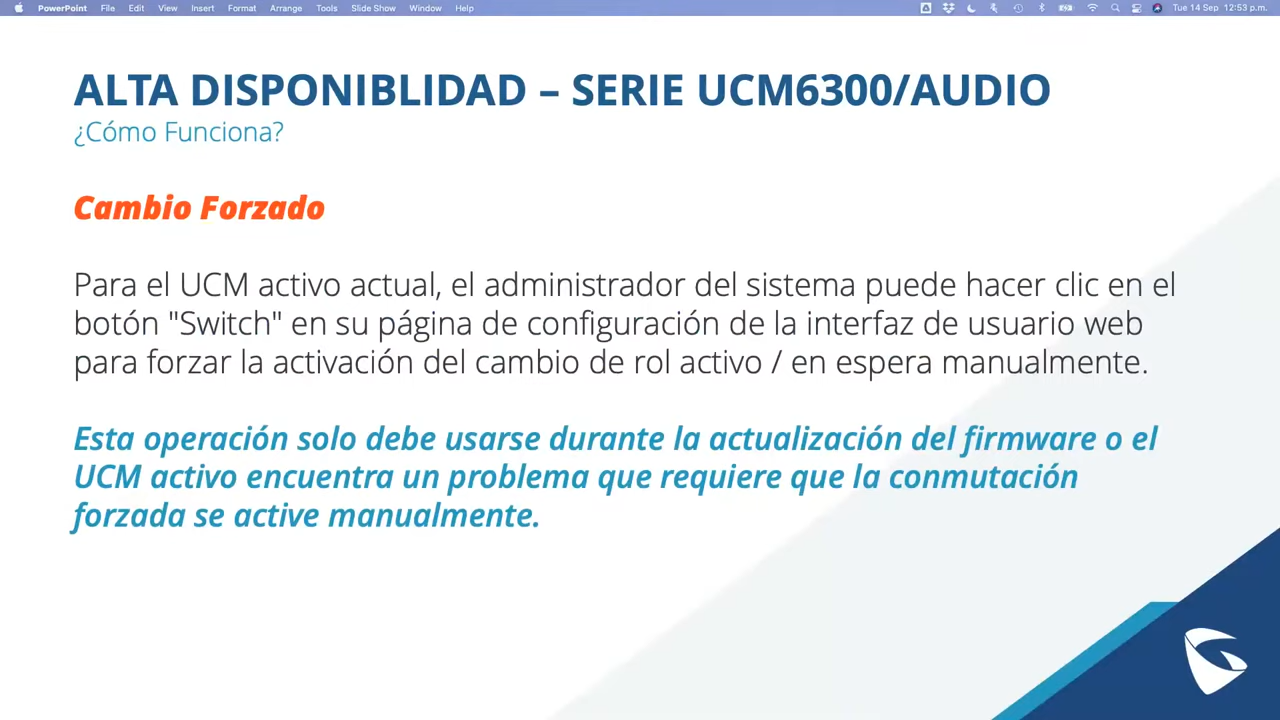 PowerPoint File Edit View Insert Format Arrange Tools Slide Show Window Help Tue 14 Sep 12:53 p.m.
ALTA DISPONIBLIDAD – SERIE UCM6300/AUDIO
¿Cómo Funciona?
Cambio Forzado
Para el UCM activo actual, el administrador del sistema puede hacer clic en el
botón "Switch" en su página de configuración de la interfaz de usuario web
para forzar la activación del cambio de rol activo / en espera manualmente.
Esta operación solo debe usarse durante la actualización del firmware o el
UCM activo encuentra un problema que requiere que la conmutación
forzada se active manualmente.